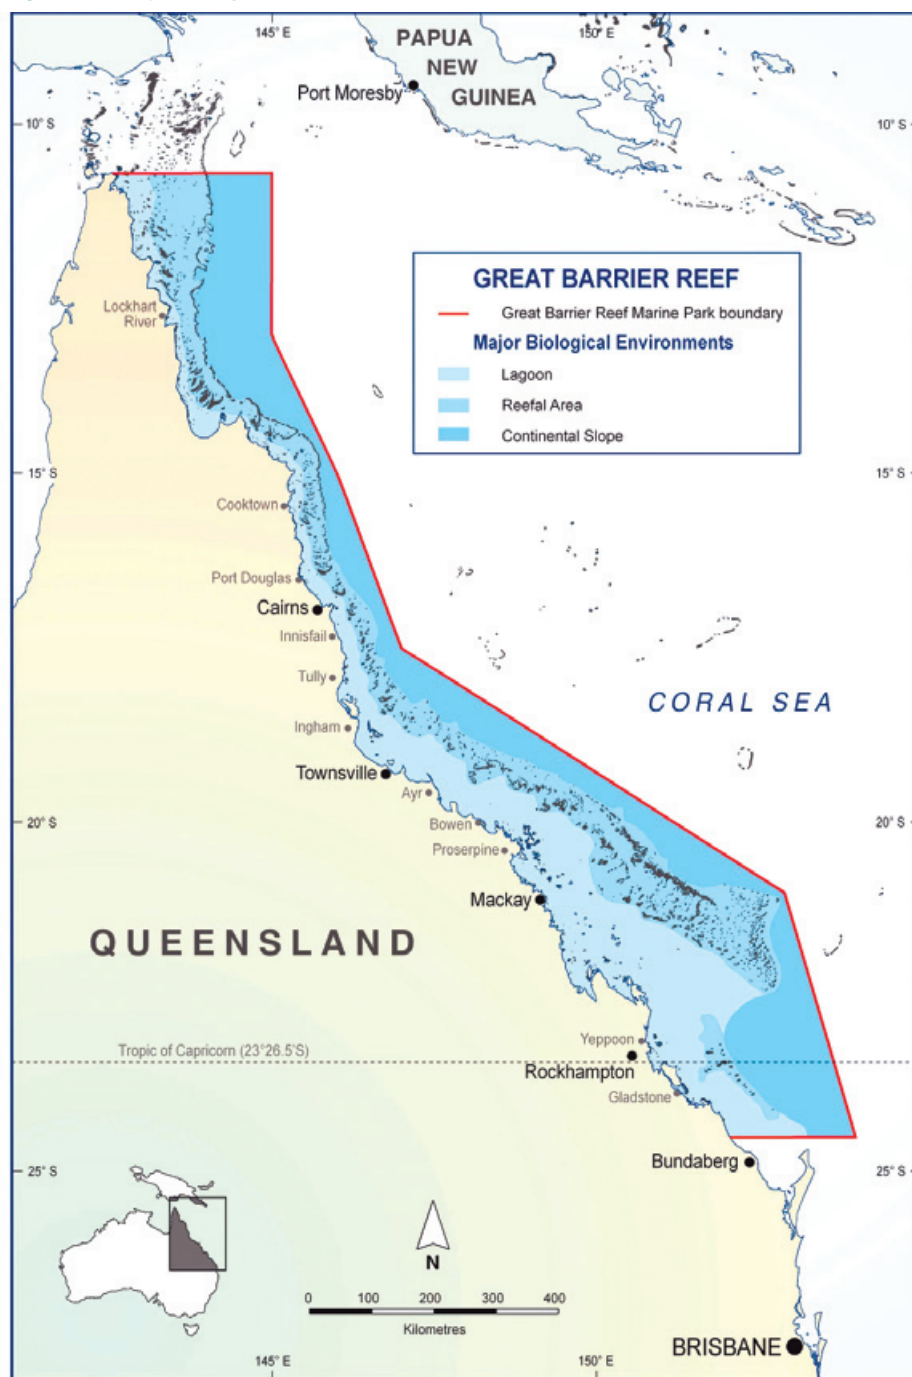 145° E
150° E
PAPUA
NEW
GUINEA
Port Moresby
10° S
10° S
GREAT BARRIER REEF
Great Barrier Reef Marine Park boundary
Major Biological Environments
Lagoon
Reefal Area
Continental Slope
Lockhart
River
15° S
15° S
Cooktown
Port Douglas
Cairns
Innisfail
Tully
CORAL SEA
Ingham
Townsville
Ayr
20° S
20° S
Bowen
Proserpine
Mackay
QUEENSLAND
Yeppoon
Tropic of Capricorn (23°26.5'S)
Rockhampton
Gladstone
Bundaberg
25° S
25° S
N
0 100 200 300 400
Kilometres
BRISBANE
145° E
150° E